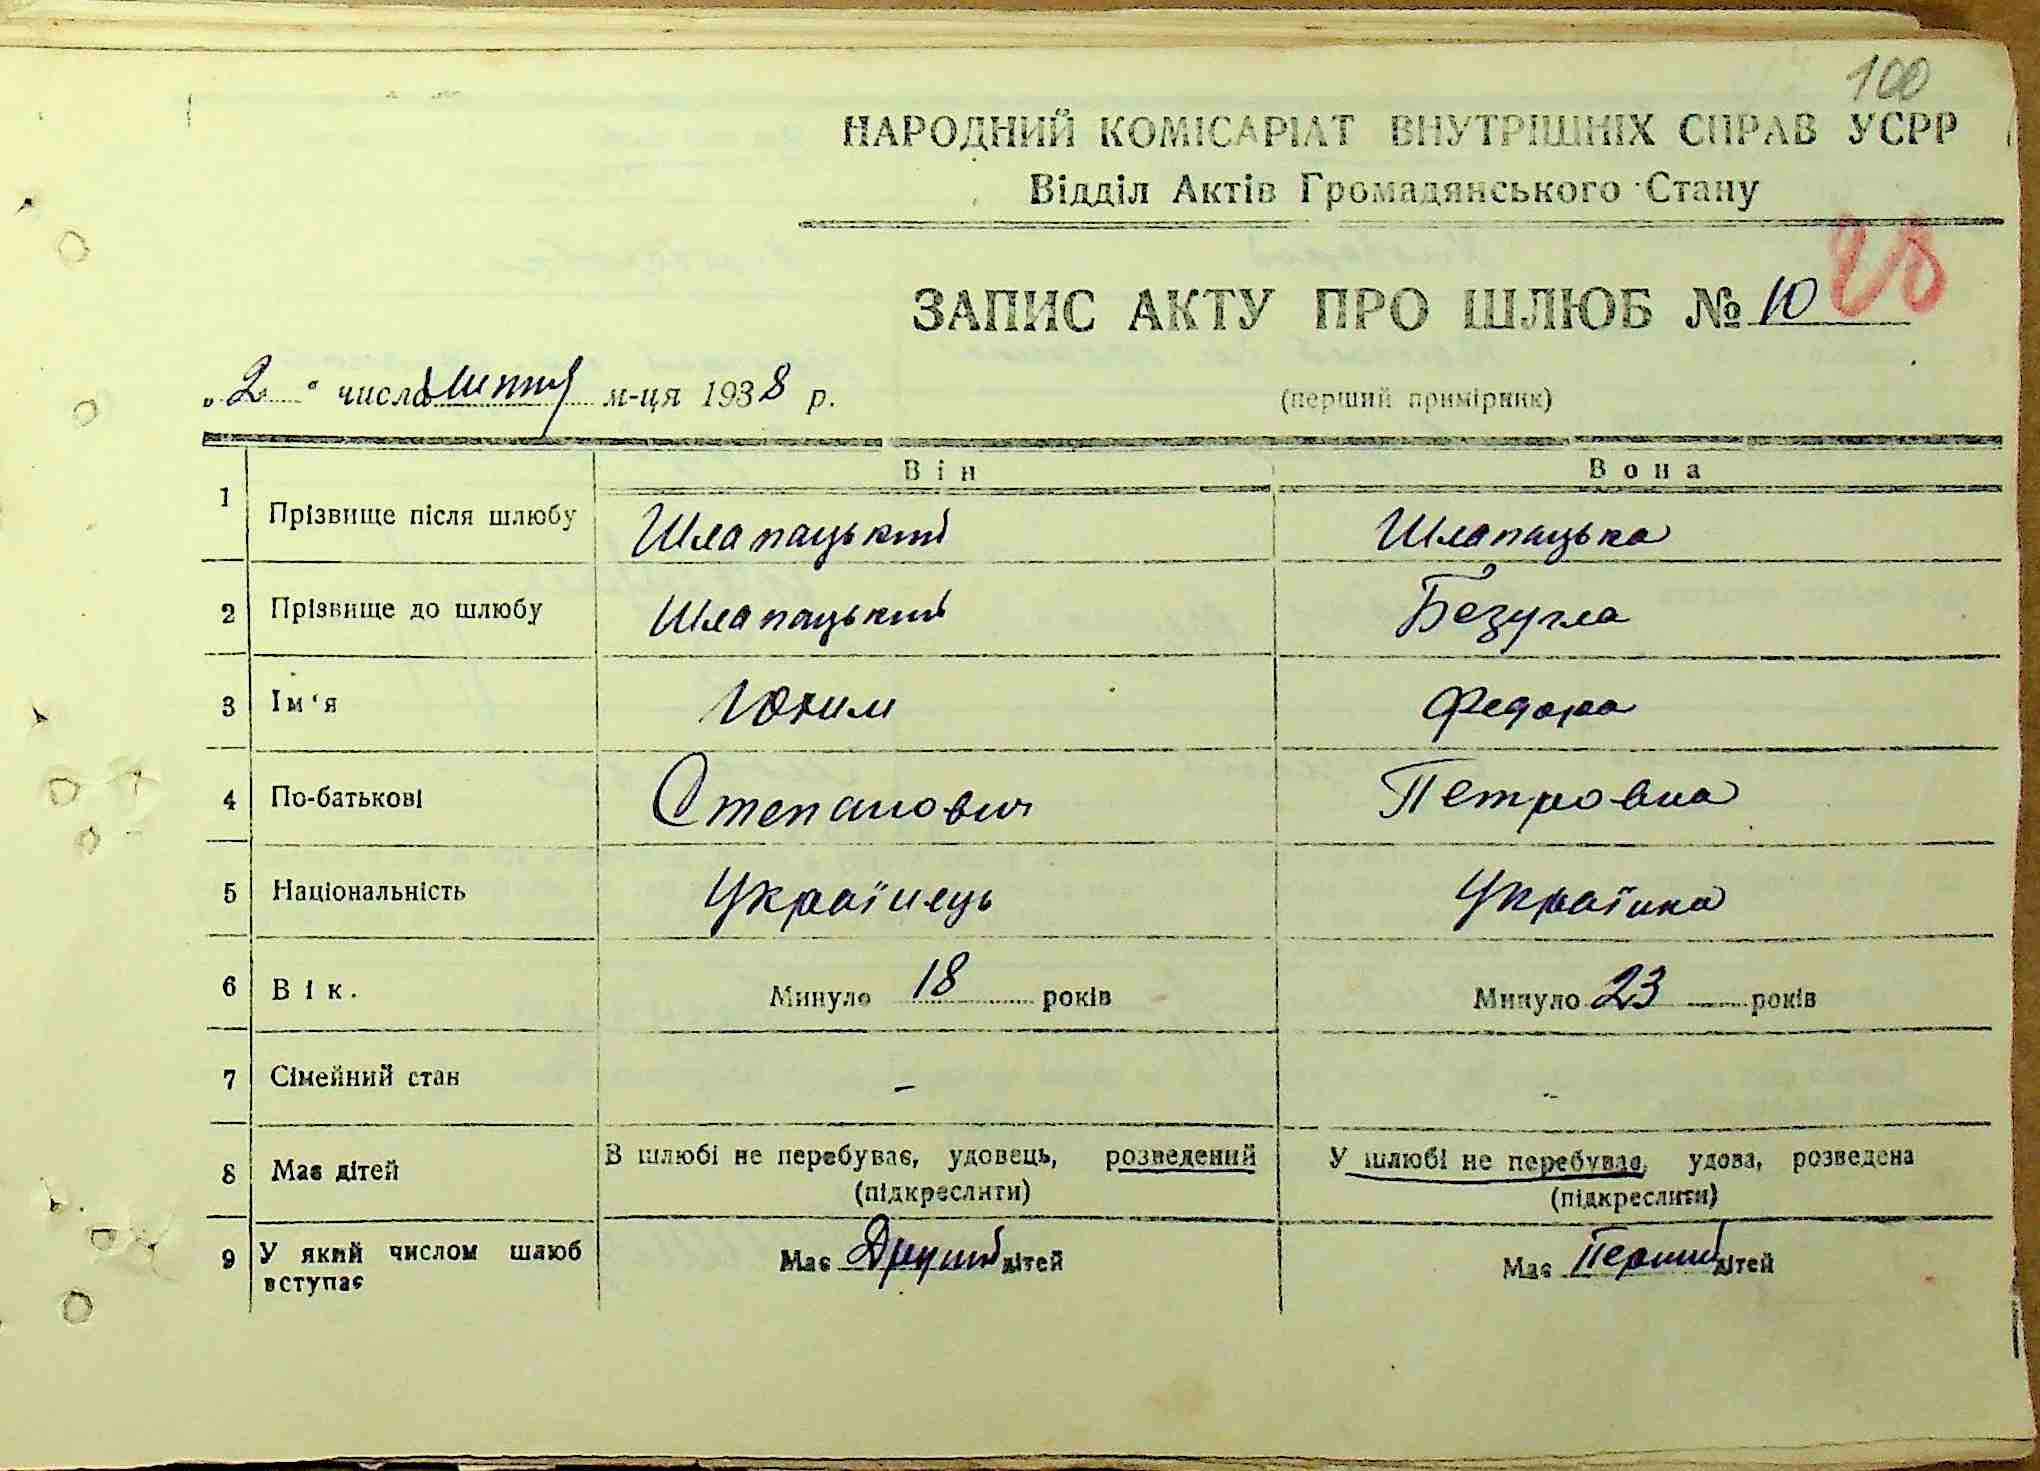 100
НАРОДНИЙ КОМІСАРІАТ ВНУТРІШНІХ СПРАВ УСРР
Відділ Актів Громадянського Стану
28
ЗАПИС АКТУ ПРО ШЛЮБ № 10
„2“ числа м-ця 1938 р.
(перший примірник)
Він Вона
1 Прізвище після шлюбу Шлапацький Шлапацька
2 Прізвище до шлюбу Шлапацький Безугла
3 Ім‘я Юхим Федора
4 По-батькові Степанович Петровна
5 Національність Українець Українка
6 Вік. Минуло 18 років Минуло 23 років
7 Сімейний стан – –
8 Має дітей В шлюбі не перебуває, удовець, розведений У шлюбі не перебуває, удова, розведена
(підкреслити) (підкреслити)
9 У який числом шлюб вступає Має Другий дітей Має Перший дітей